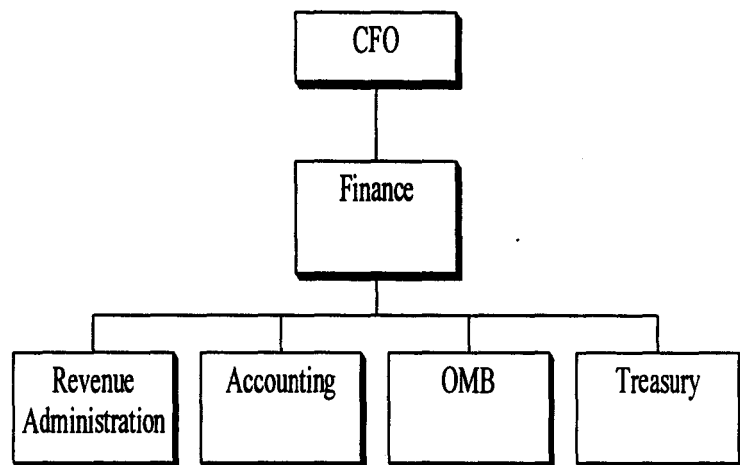 CFO
Finance
Revenue
Administration
Accounting
OMB
Treasury